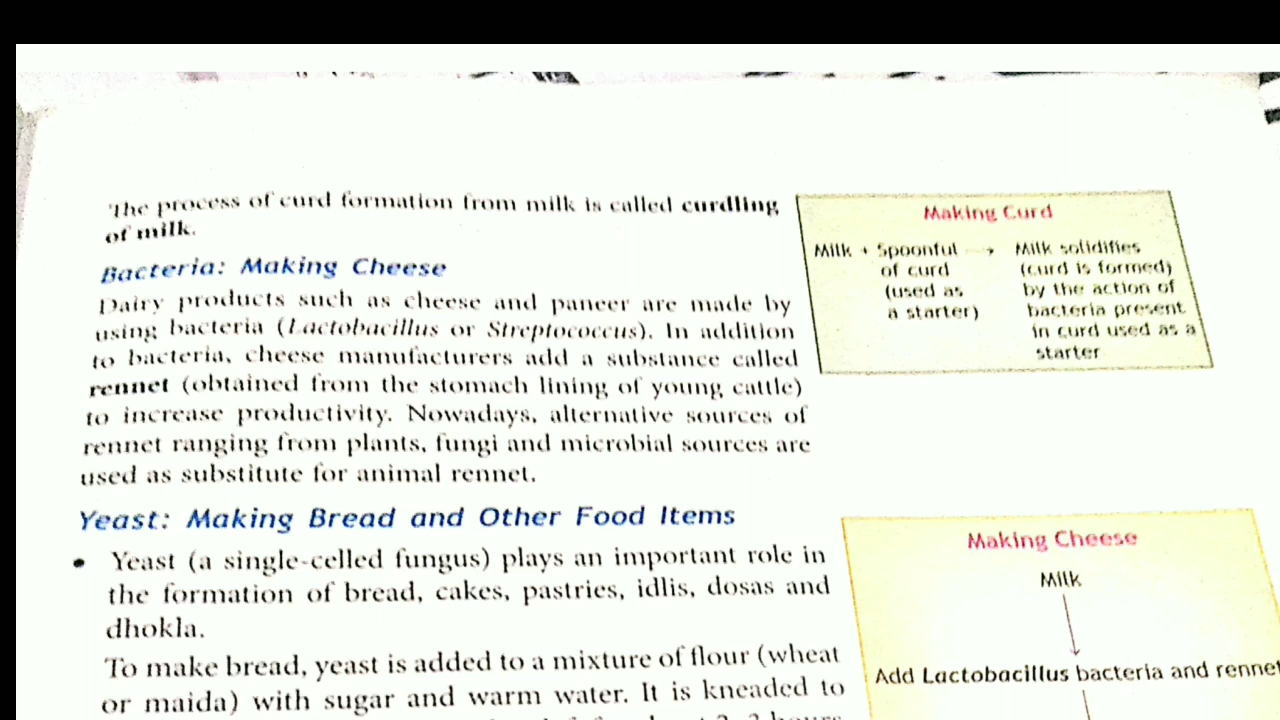 The process of curd formation from milk is called curdling
of milk.
Bacteria: Making Cheese
Dairy products such as cheese and paneer are made by
using bacteria (Lactobacillus or Streptococcus). In addition
to bacteria, cheese manufacturers add a substance called
rennet (obtained from the stomach lining of young cattle)
to increase productivity. Nowadays, alternative sources of
rennet ranging from plants, fungi and microbial sources are
used as substitute for animal rennet.
Yeast: Making Bread and Other Food Items
• Yeast (a single-celled fungus) plays an important role in
the formation of bread, cakes, pastries, idlis, dosas and
dhokla.
To make bread, yeast is added to a mixture of flour (wheat
or maida) with sugar and warm water. It is kneaded to
Making Curd
Milk + Spoonful → Milk solidifies
of curd (curd is formed)
(used as by the action of
a starter) bacteria present
in curd used as a
starter
Making Cheese
Milk
Add Lactobacillus bacteria and rennet